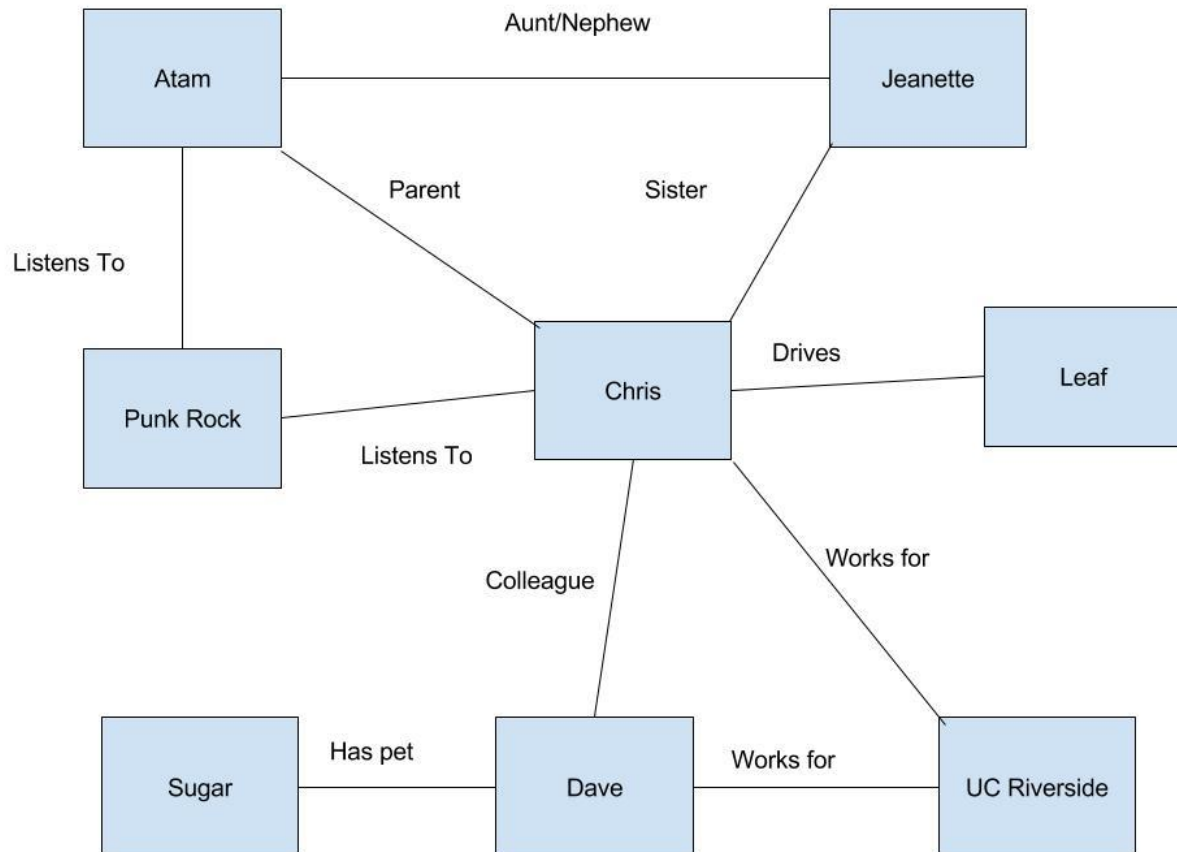 Aunt/Nephew
Atam
Jeanette
Parent
Sister
Listens To
Drives
Leaf
Chris
Punk Rock
Listens To
Works for
Colleague
Has pet
Works for
Sugar
Dave
UC Riverside